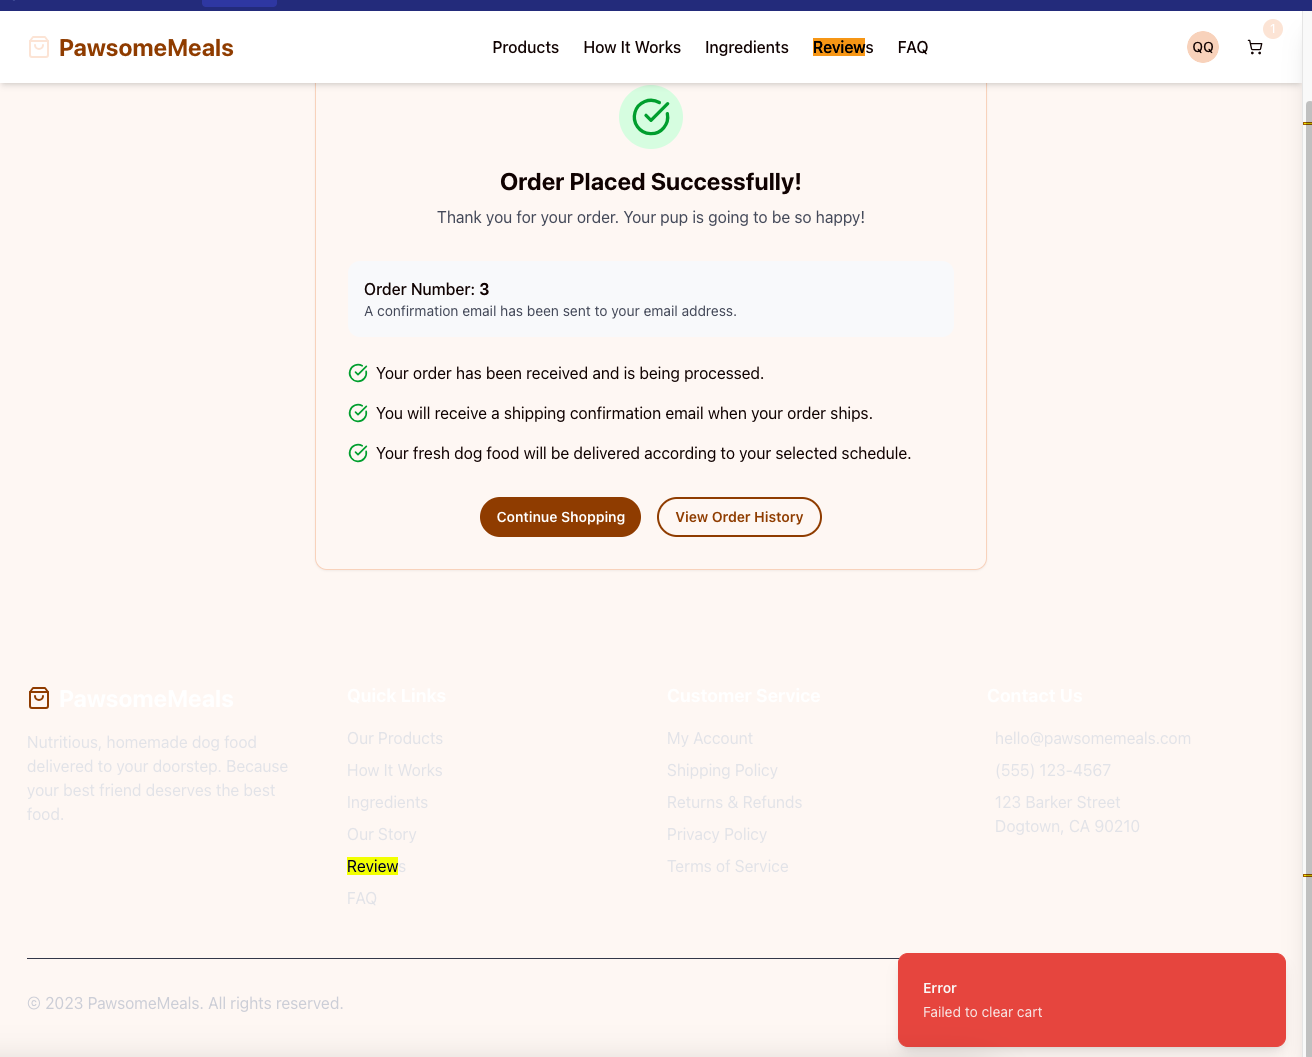 PawsomeMeals
Products How It Works Ingredients Reviews FAQ
QQ
1
Order Placed Successfully!
Thank you for your order. Your pup is going to be so happy!
Order Number: 3
A confirmation email has been sent to your email address.
Your order has been received and is being processed.
You will receive a shipping confirmation email when your order ships.
Your fresh dog food will be delivered according to your selected schedule.
Continue Shopping
View Order History
PawsomeMeals
Nutritious, homemade dog food
delivered to your doorstep. Because
your best friend deserves the best
food.
Quick Links
Our Products
How It Works
Ingredients
Our Story
Reviews
FAQ
Customer Service
My Account
Shipping Policy
Returns & Refunds
Privacy Policy
Terms of Service
Contact Us
hello@pawsomemeals.com
(555) 123-4567
123 Barker Street
Dogtown, CA 90210
© 2023 PawsomeMeals. All rights reserved.
Error
Failed to clear cart